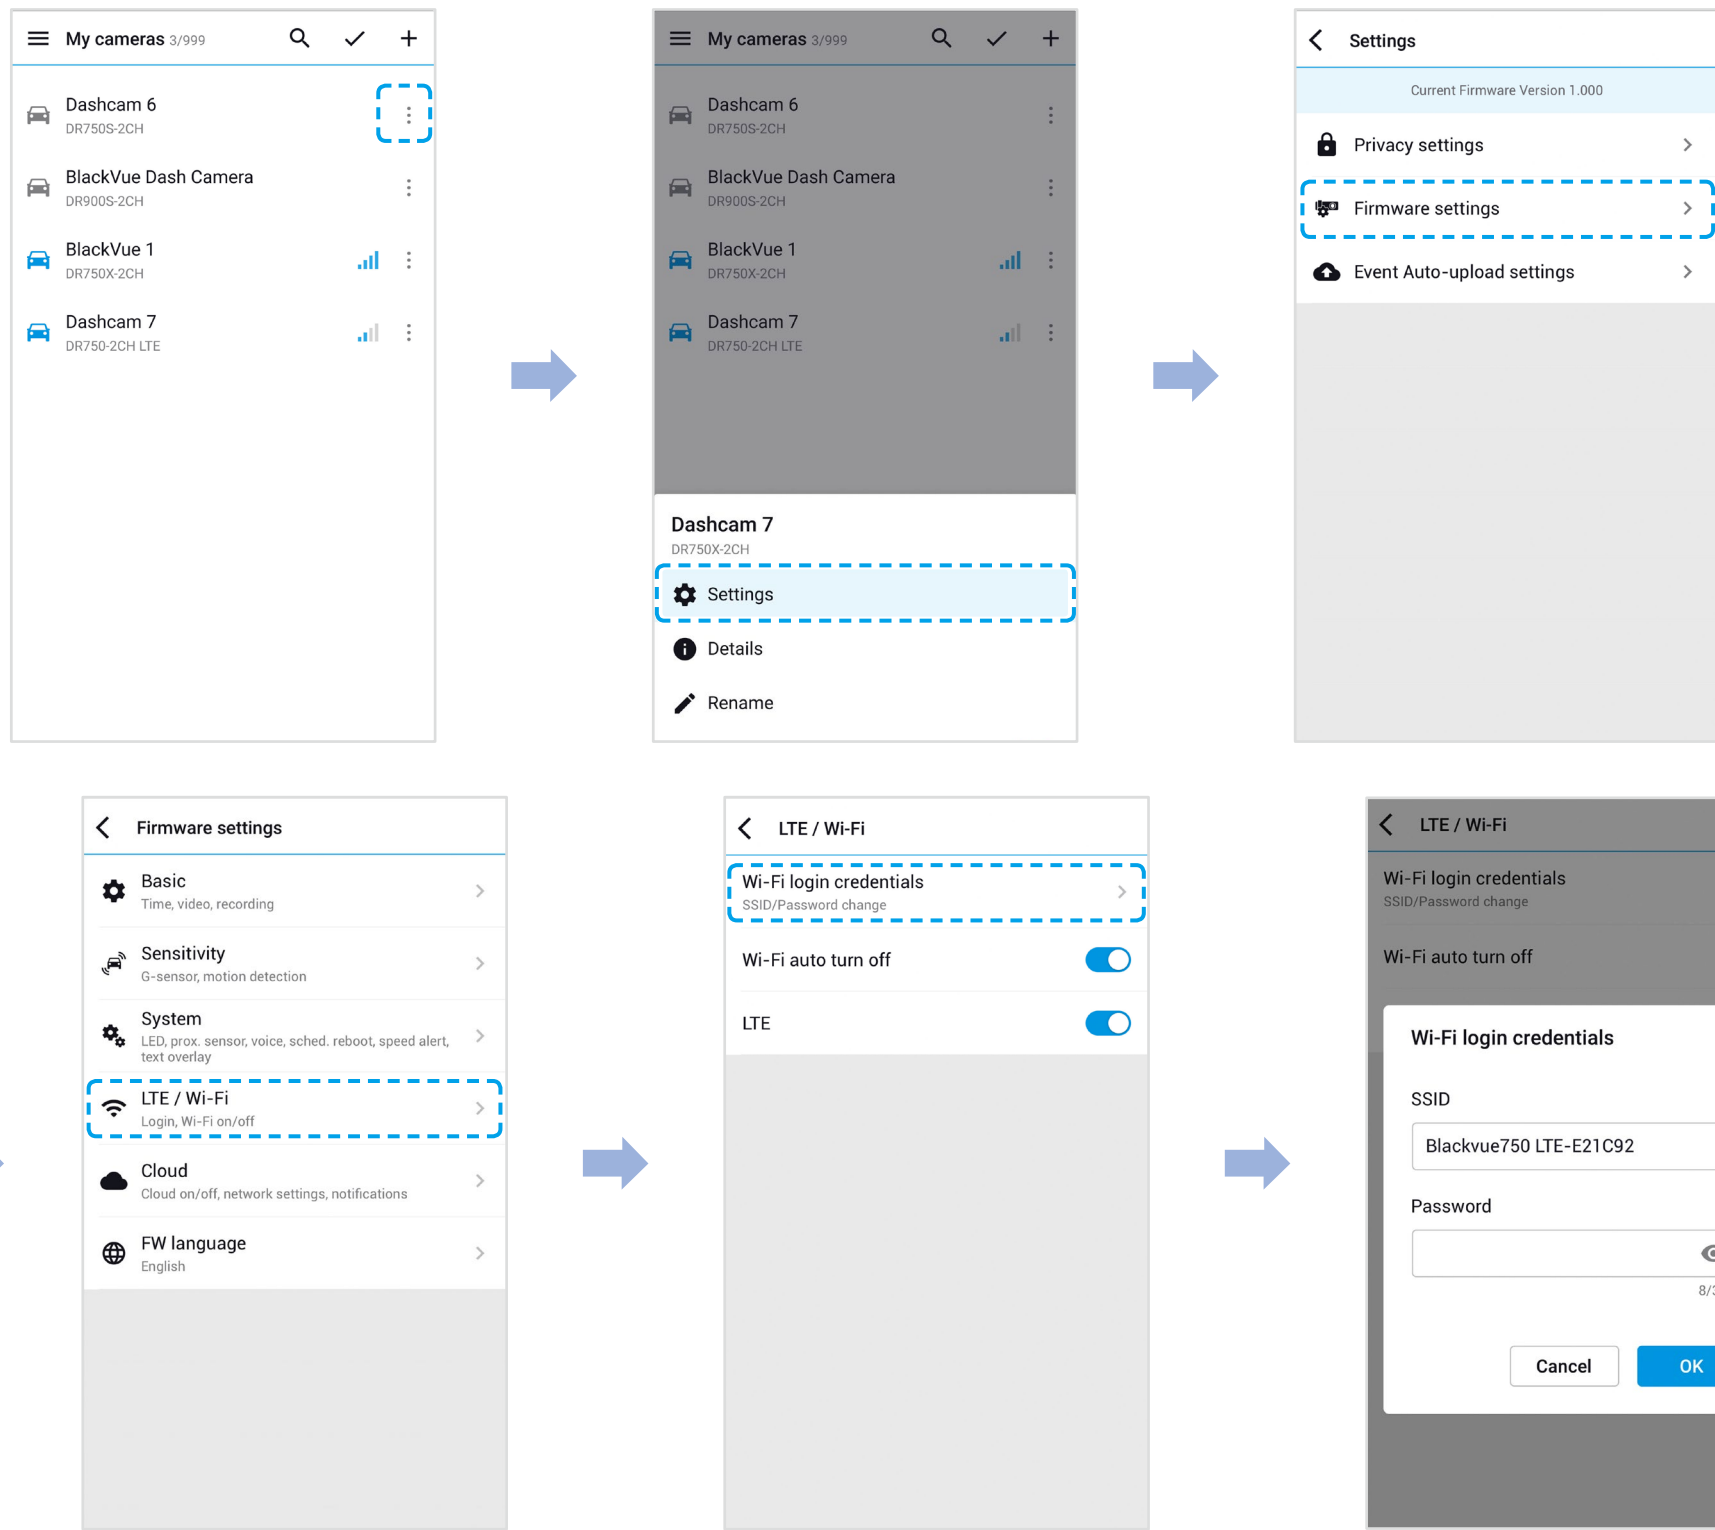 My cameras 3/999
Dashcam 6
DR750S-2CH
BlackVue Dash Camera
DR900S-2CH
BlackVue 1
DR750X-2CH
Dashcam 7
DR750-2CH LTE
My cameras 3/999
Dashcam 6
DR750S-2CH
BlackVue Dash Camera
DR900S-2CH
BlackVue 1
DR750X-2CH
Dashcam 7
DR750-2CH LTE
Dashcam 7
DR750X-2CH
Settings
Details
Rename
Settings
Current Firmware Version 1.000
Privacy settings
Firmware settings
Event Auto-upload settings
Firmware settings
Basic
Time, video, recording
Sensitivity
G-sensor, motion detection
System
LED, prox. sensor, voice, sched. reboot, speed alert,
text overlay
LTE / Wi-Fi
Login, Wi-Fi on/off
Cloud
Cloud on/off, network settings, notifications
FW language
English
LTE / Wi-Fi
Wi-Fi login credentials
SSID/Password change
Wi-Fi auto turn off
LTE
LTE / Wi-Fi
Wi-Fi login credentials
SSID/Password change
Wi-Fi auto turn off
Wi-Fi login credentials
SSID
Blackvue750 LTE-E21C92
Password
Cancel
OK